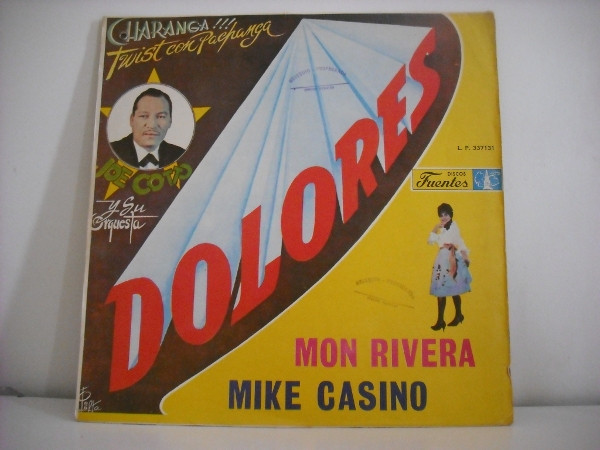 CHARANGA!!!
Twist con Pachanga
JOE COTTO
y Su
Orquesta
DOLORES
L. P. 337131
DISCOS
Fuentes
MON RIVERA
MIKE CASINO